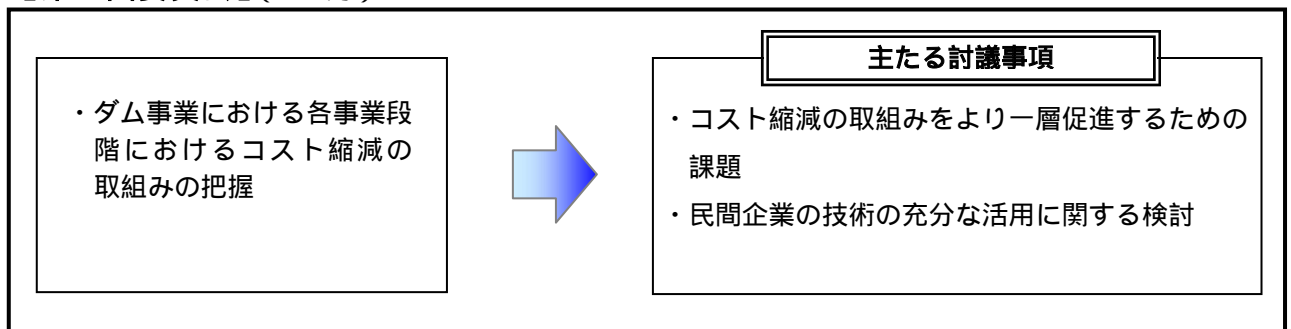 ・ダム事業における各事業段
階におけるコスト縮減の
取組みの把握
主たる討議事項
・コスト縮減の取組みをより一層促進するための
課題
・民間企業の技術の充分な活用に関する検討